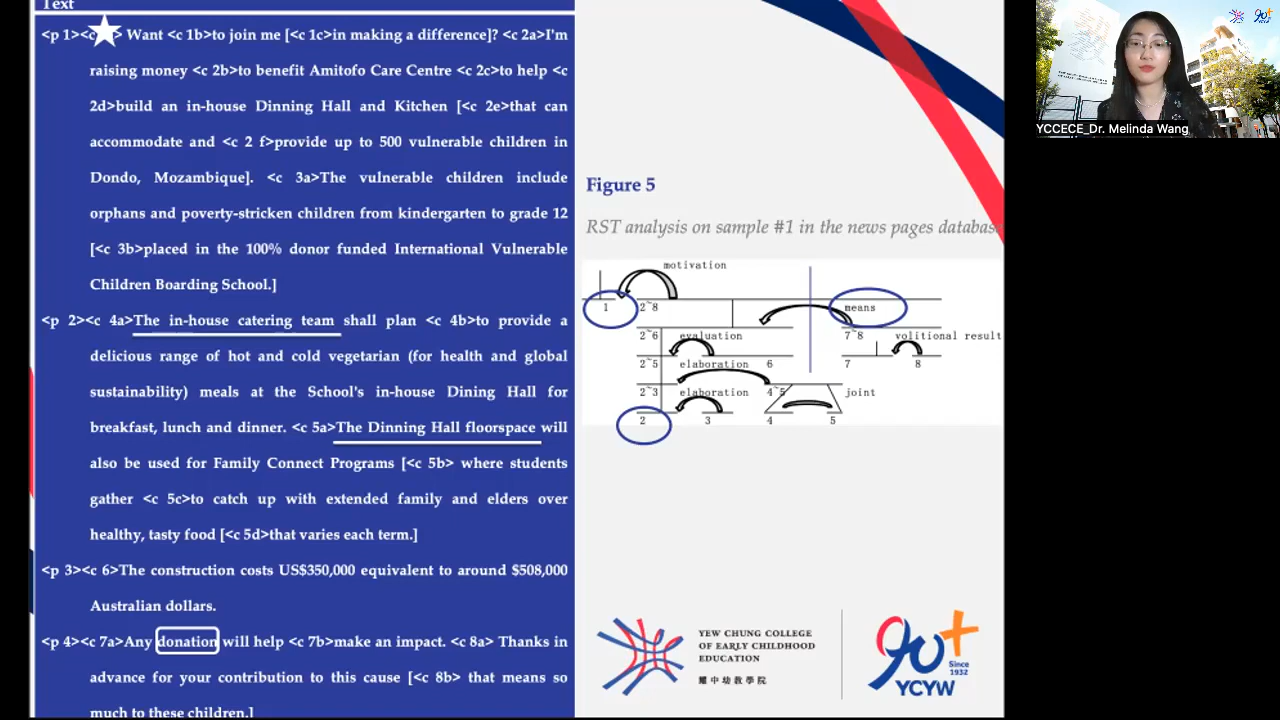 Text
<p 1><c > Want <c 1b>to join me [<c 1c>in making a difference]? <c 2a>I'm
raising money <c 2b>to benefit Amitofo Care Centre <c 2c>to help <c
2d>build an in-house Dinning Hall and Kitchen [<c 2e>that can
accommodate and <c 2 f>provide up to 500 vulnerable children in
Dondo, Mozambique]. <c 3a>The vulnerable children include
orphans and poverty-stricken children from kindergarten to grade 12
[<c 3b>placed in the 100% donor funded International Vulnerable
Children Boarding School.]
<p 2><c 4a>The in-house catering team shall plan <c 4b>to provide a
delicious range of hot and cold vegetarian (for health and global
sustainability) meals at the School's in-house Dining Hall for
breakfast, lunch and dinner. <c 5a>The Dinning Hall floorspace will
also be used for Family Connect Programs [<c 5b> where students
gather <c 5c>to catch up with extended family and elders over
healthy, tasty food [<c 5d>that varies each term.]
<p 3><c 6>The construction costs US$350,000 equivalent to around $508,000
Australian dollars.
<p 4><c 7a>Any donation will help <c 7b>make an impact. <c 8a> Thanks in
advance for your contribution to this cause [<c 8b> that means so
much to these children.]
Figure 5
RST analysis on sample #1 in the news pages databas
motivation
1 2~8 means
2~6 evaluation 7~8 volitional result
2~5 elaboration 6 7 8
2~3 elaboration 4~5 joint
2 3 4 5
YEW CHUNG COLLEGE
OF EARLY CHILDHOOD
EDUCATION
耀中幼教學院
90+
Since
1932
YCYW
YCCECE_Dr. Melinda Wang